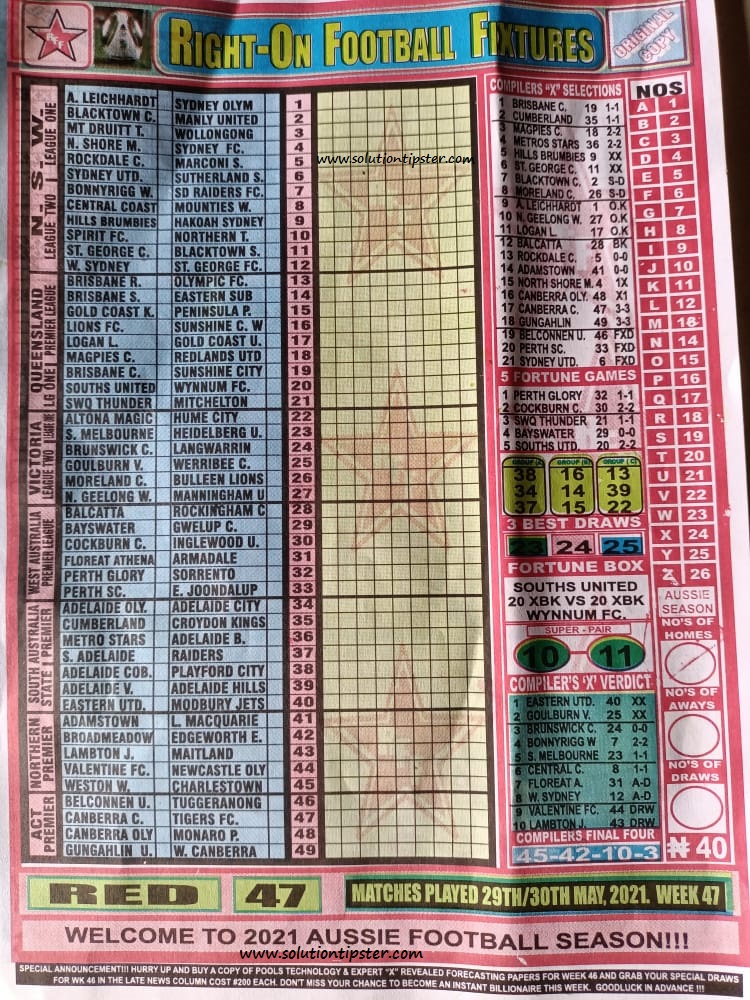 BCF
RIGHT-ON FOOTBALL FIXTURES
ORIGINAL COPY
N. S. W.
LEAGUE ONE
A. LEICHHARDT SYDNEY OLYM 1
BLACKTOWN C. MANLY UNITED 2
MT DRUITT T. WOLLONGONG 3
N. SHORE M. SYDNEY FC. 4
ROCKDALE C. MARCONI S. 5
SYDNEY UTD. SUTHERLAND S. 6
LEAGUE TWO
BONNYRIGG W. SD RAIDERS FC. 7
CENTRAL COAST MOUNTIES W. 8
HILLS BRUMBIES HAKOAH SYDNEY 9
SPIRIT FC. NORTHERN T. 10
ST. GEORGE C. BLACKTOWN S. 11
W. SYDNEY ST. GEORGE FC. 12
QUEENSLAND
PREMIER LEAGUE
BRISBANE R. OLYMPIC FC. 13
BRISBANE S. EASTERN SUB 14
GOLD COAST K. PENINSULA P. 15
LIONS FC. SUNSHINE C. W 16
LOGAN L. GOLD COAST U. 17
MAGPIES C. REDLANDS UTD 18
LG ONE
BRISBANE C. SUNSHINE CITY 19
SOUTHS UNITED WYNNUM FC. 20
SWQ THUNDER MITCHELTON 21
VICTORIA
ALTONA MAGIC HUME CITY 22
S. MELBOURNE HEIDELBERG U. 23
LEAGUE TWO
BRUNSWICK C. LANGWARRIN 24
GOULBURN V. WERRIBEE C. 25
MORELAND C. BULLEEN LIONS 26
N. GEELONG W. MANNINGHAM U 27
WEST AUSTRALIA
PREMIER LEAGUE
BALCATTA ROCKINGHAM C 28
BAYSWATER GWELUP C. 29
COCKBURN C. INGLEWOOD U. 30
FLOREAT ATHENA ARMADALE 31
PERTH GLORY SORRENTO 32
PERTH SC. E. JOONDALUP 33
SOUTH AUSTRALIA
PREMIER
ADELAIDE OLY. ADELAIDE CITY 34
CUMBERLAND CROYDON KINGS 35
METRO STARS ADELAIDE B. 36
S. ADELAIDE RAIDERS 37
STATE 1
ADELAIDE COB. PLAYFORD CITY 38
ADELAIDE V. ADELAIDE HILLS 39
EASTERN UTD. MODBURY JETS 40
NORTHERN
PREMIER
ADAMSTOWN L. MACQUARIE 41
BROADMEADOW EDGEWORTH E. 42
LAMBTON J. MAITLAND 43
VALENTINE FC. NEWCASTLE OLY 44
WESTON W. CHARLESTOWN 45
ACT
PREMIER
BELCONNEN U. TUGGERANONG 46
CANBERRA C. TIGERS FC. 47
CANBERRA OLY MONARO P. 48
GUNGAHLIN U. W. CANBERRA 49
www.solutiontipster.com
COMPILERS "X" SELECTIONS
1 BRISBANE C. 19 1-1
2 CUMBERLAND 35 1-1
3 MAGPIES C. 18 2-2
4 METROS STARS 36 2-2
5 HILLS BRUMBIES 9 XX
6 ST. GEORGE C. 11 XX
7 BLACKTOWN C. 2 S-D
8 MORELAND C. 26 S-D
9 A.LEICHHARDT 1 O.K
10 N. GEELONG W. 27 O.K
11 LOGAN L. 17 O.K
12 BALCATTA 28 BK
13 ROCKDALE C. 5 0-0
14 ADAMSTOWN 41 0-0
15 NORTH SHORE M. 4 1X
16 CANBERRA OLY. 48 X1
17 CANBERRA C. 47 3-3
18 GUNGAHLIN 49 3-3
19 BELCONNEN U. 46 FXD
20 PERTH SC. 33 FXD
21 SYDNEY UTD. 6 FXD
5 FORTUNE GAMES
1 PERTH GLORY 32 1-1
2 COCKBURN C. 30 2-2
3 SWQ THUNDER 21 1-1
4 BAYSWATER 29 0-0
5 SOUTHS UTD. 20 2-2
GROUP (A) GROUP (B) GROUP (C)
38 16 13
34 14 39
37 15 22
3 BEST DRAWS
23 24 25
FORTUNE BOX
SOUTHS UNITED
20 XBK VS 20 XBK
WYNNUM FC.
SUPER - PAIR
10 11
COMPILER'S 'X' VERDICT
1 EASTERN UTD. 40 XX
2 GOULBURN V. 25 XX
3 BRUNSWICK C. 24 0-0
4 BONNYRIGG W 7 2-2
5 S. MELBOURNE 23 1-1
6 CENTRAL C. 8 1-1
7 FLOREAT A. 31 A-D
8 W. SYDNEY 12 A-D
9 VALENTINE FC. 44 DRW
10 LAMBTON J. 43 DRW
COMPILERS FINAL FOUR
45-42-10-3
NOS
A 1
B 2
C 3
D 4
E 5
F 6
G 7
H 8
I 9
J 10
K 11
L 12
M
N 14
O 15
P 16
Q 17
R 18
S 19
T 20
U 21
V 22
W 23
X 24
Y 25
Z 26
AUSSIE
SEASON
NO'S OF
HOMES
NO'S OF
AWAYS
NO'S OF
DRAWS
₦ 40
RED 47 MATCHES PLAYED 29TH/30TH MAY, 2021. WEEK 47
WELCOME TO 2021 AUSSIE FOOTBALL SEASON!!!
www.solutiontipster.com
SPECIAL ANNOUNCEMENT!!! HURRY UP AND BUY A COPY OF POOLS TECHNOLOGY & EXPERT "X" REVEALED FORECASTING PAPERS FOR WEEK 46 AND GRAB YOUR SPECIAL DRAWS
FOR WK 46 IN THE LATE NEWS COLUMN COST #200 EACH. DON'T MISS YOUR CHANCE TO BECOME AN INSTANT BILLIONAIRE THIS WEEK. GOODLUCK IN ADVANCE !!!